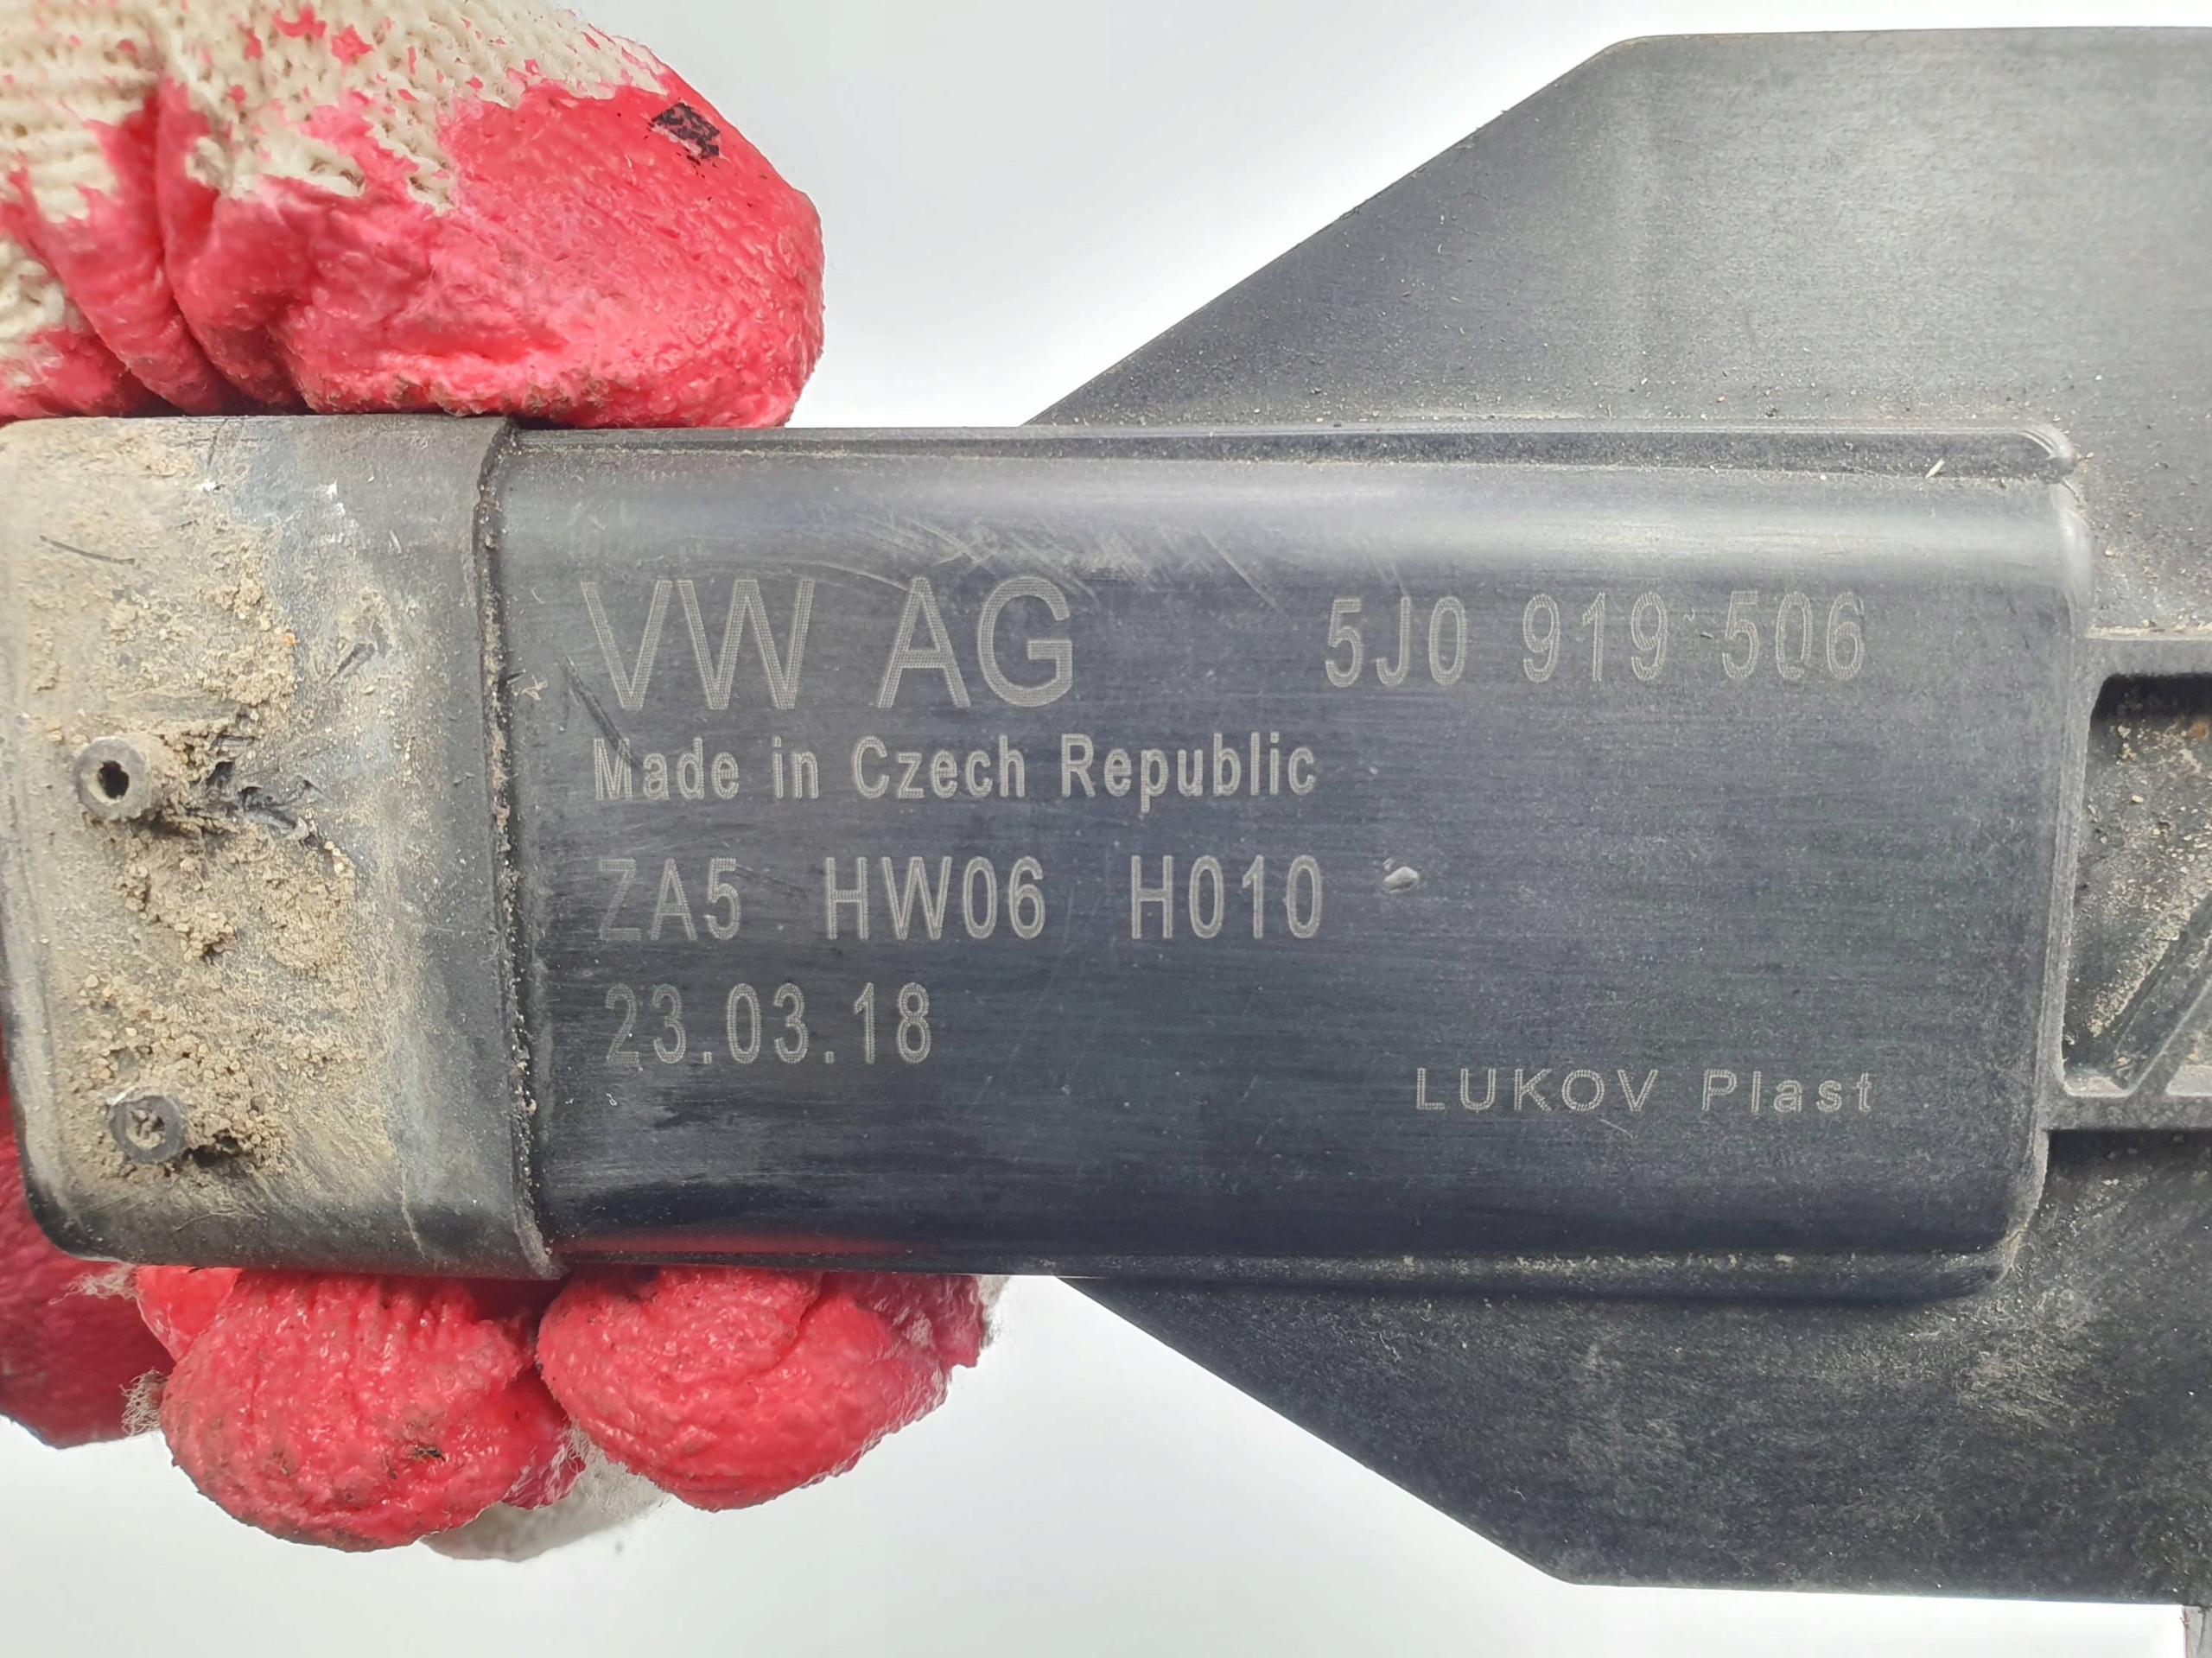 VW AG 5J0 919 506
Made in Czech Republic
ZA5 HW06 H010
23.03.18
LUKOV Plast